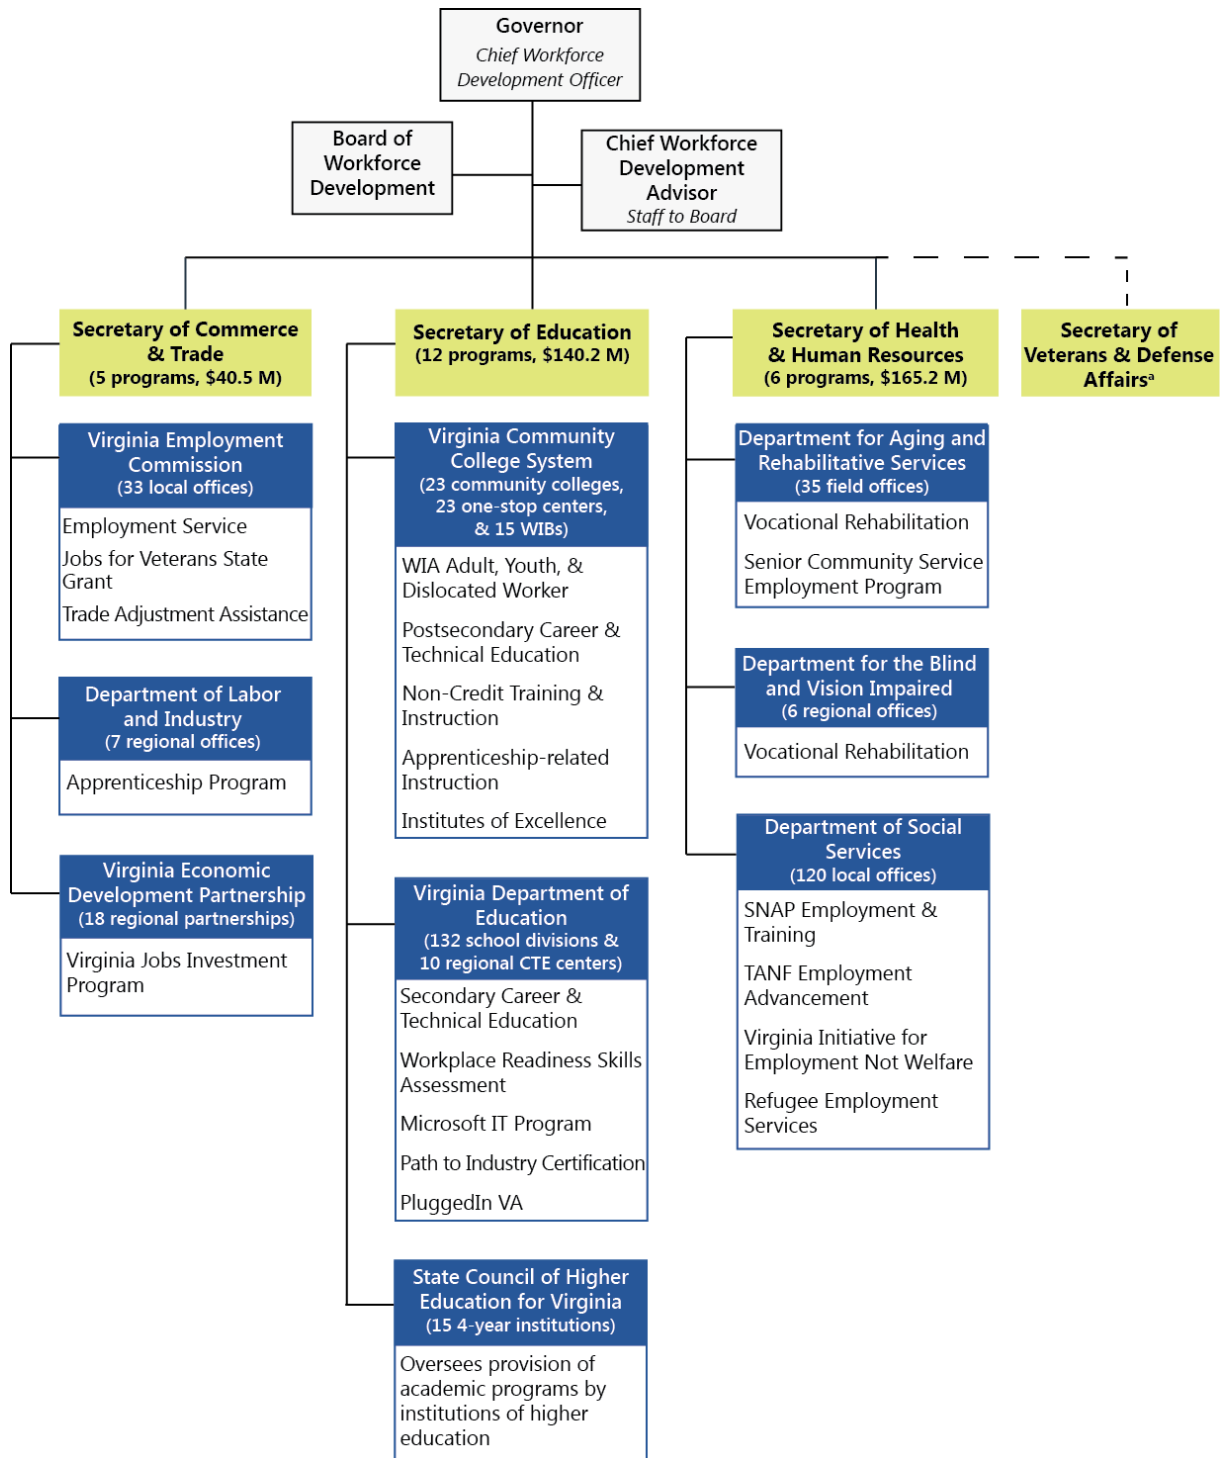 Governor
Chief Workforce
Development Officer
Board of
Workforce
Development
Chief Workforce
Development
Advisor
Staff to Board
Secretary of Commerce
& Trade
(5 programs, $40.5 M)
Virginia Employment
Commission
(33 local offices)
Employment Service
Jobs for Veterans State
Grant
Trade Adjustment Assistance
Department of Labor
and Industry
(7 regional offices)
Apprenticeship Program
Virginia Economic
Development Partnership
(18 regional partnerships)
Virginia Jobs Investment
Program
Secretary of Education
(12 programs, $140.2 M)
Virginia Community
College System
(23 community colleges,
23 one-stop centers,
& 15 WIBs)
WIA Adult, Youth, &
Dislocated Worker
Postsecondary Career &
Technical Education
Non-Credit Training &
Instruction
Apprenticeship-related
Instruction
Institutes of Excellence
Virginia Department of
Education
(132 school divisions &
10 regional CTE centers)
Secondary Career &
Technical Education
Workplace Readiness Skills
Assessment
Microsoft IT Program
Path to Industry Certification
PluggedIn VA
State Council of Higher
Education for Virginia
(15 4-year institutions)
Oversees provision of
academic programs by
institutions of higher
education
Secretary of Health
& Human Resources
(6 programs, $165.2 M)
Department for Aging and
Rehabilitative Services
(35 field offices)
Vocational Rehabilitation
Senior Community Service
Employment Program
Department for the Blind
and Vision Impaired
(6 regional offices)
Vocational Rehabilitation
Department of Social
Services
(120 local offices)
SNAP Employment &
Training
TANF Employment
Advancement
Virginia Initiative for
Employment Not Welfare
Refugee Employment
Services
Secretary of
Veterans & Defense
Affairsᵃ